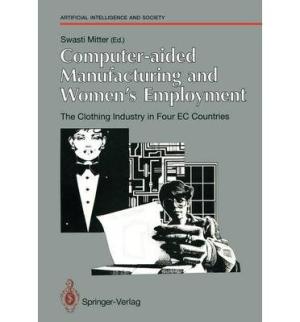 ARTIFICIAL INTELLIGENCE AND SOCIETY
Swasti Mitter (Ed.)
Computer-aided
Manufacturing and
Women's Employment
The Clothing Industry in Four EC Countries
Springer-Verlag